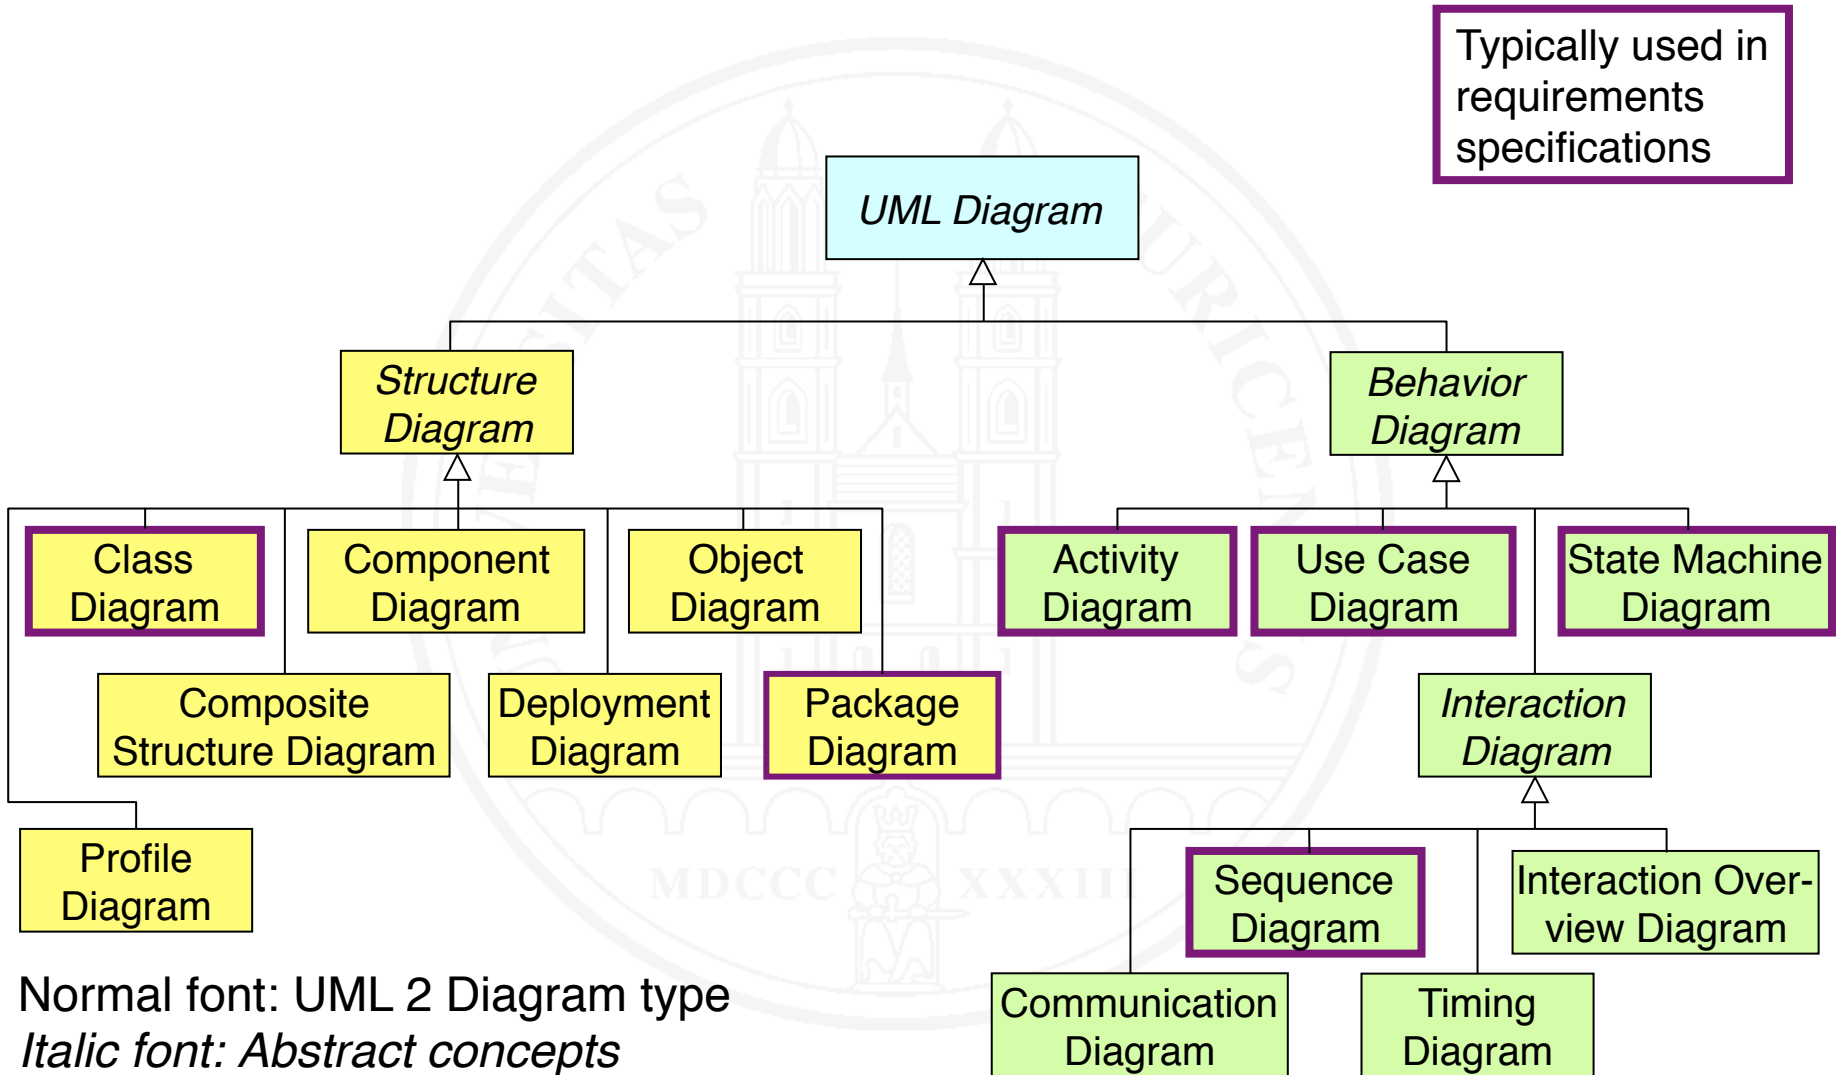 Typically used in
requirements
specifications
UML Diagram
Structure
Diagram
Behavior
Diagram
Class
Diagram
Component
Diagram
Object
Diagram
Activity
Diagram
Use Case
Diagram
State Machine
Diagram
Composite
Structure Diagram
Deployment
Diagram
Package
Diagram
Interaction
Diagram
Profile
Diagram
Sequence
Diagram
Interaction Over-
view Diagram
Communication
Diagram
Timing
Diagram
Normal font: UML 2 Diagram type
Italic font: Abstract concepts
MDCCC XXXIII